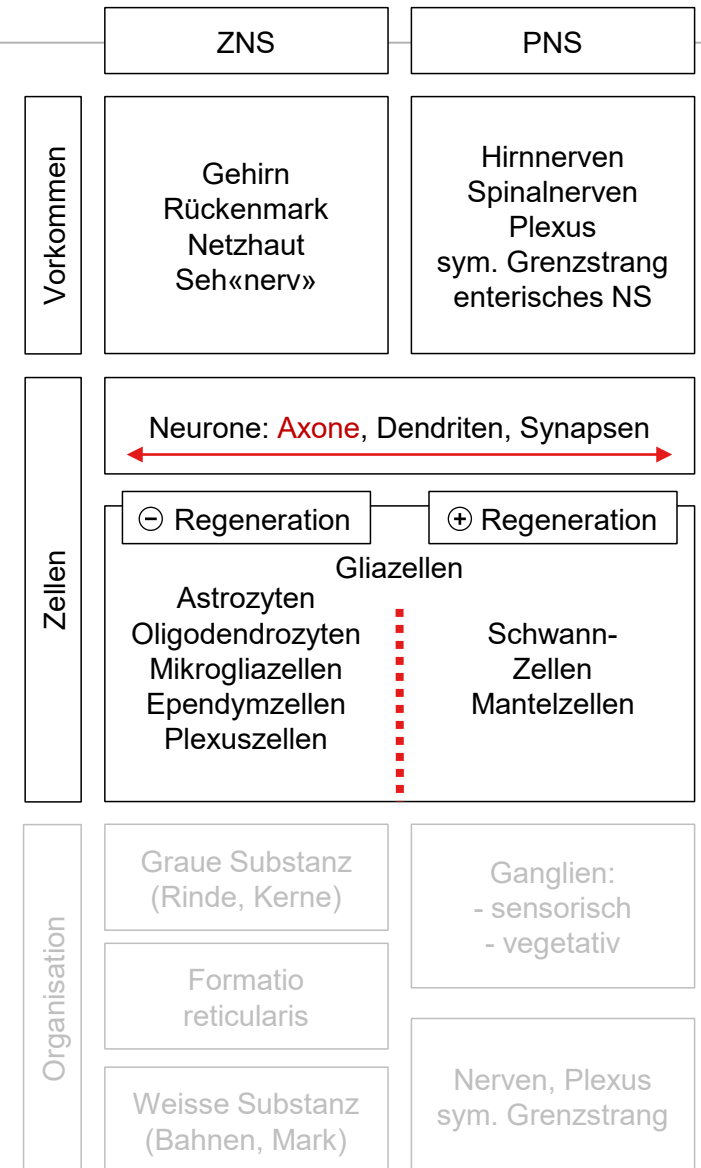 ZNS
PNS
Vorkommen
Gehirn
Rückenmark
Netzhaut
Seh«nerv»
Hirnnerven
Spinalnerven
Plexus
sym. Grenzstrang
enterisches NS
Zellen
Neurone: Axone, Dendriten, Synapsen
⊖ Regeneration
⊕ Regeneration
Gliazellen
Astrozyten
Oligodendrozyten
Mikrogliazellen
Ependymzellen
Plexuszellen
Schwann-
Zellen
Mantelzellen
Organisation
Graue Substanz
(Rinde, Kerne)
Formatio
reticularis
Weisse Substanz
(Bahnen, Mark)
Ganglien:
- sensorisch
- vegetativ
Nerven, Plexus
sym. Grenzstrang